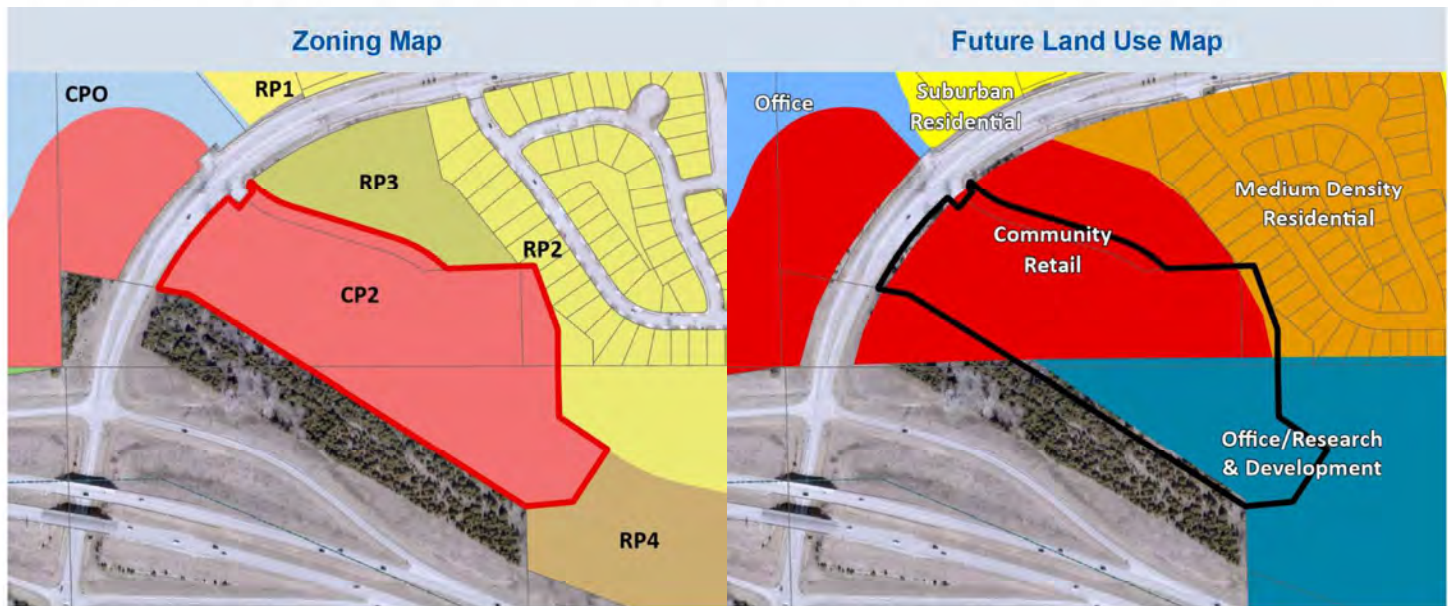 Zoning Map
Future Land Use Map
CPO
RP1
RP3
RP2
CP2
RP4
Office
Suburban
Residential
Medium Density
Residential
Community
Retail
Office/Research
& Development